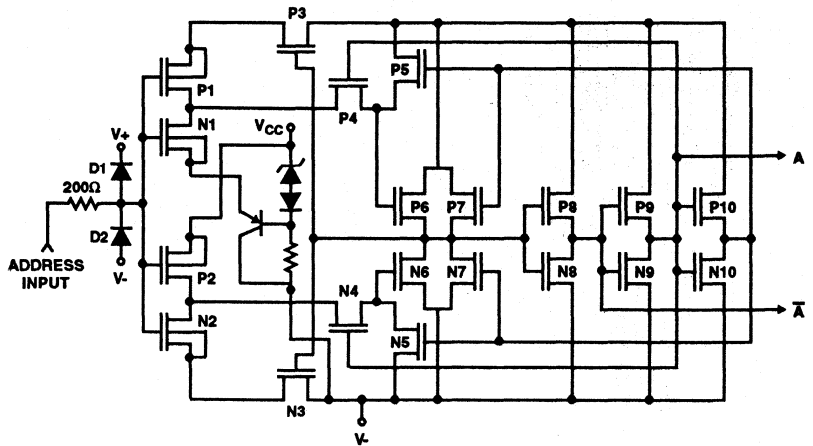 P3
P5
P1
P4
N1
VCC
V+
D1
200Ω
P6
P7
P8
P9
P10
A
D2
P2
N6
N7
N8
N9
N10
ADDRESS
INPUT
V-
N4
N2
N5
A̅
N3
V-